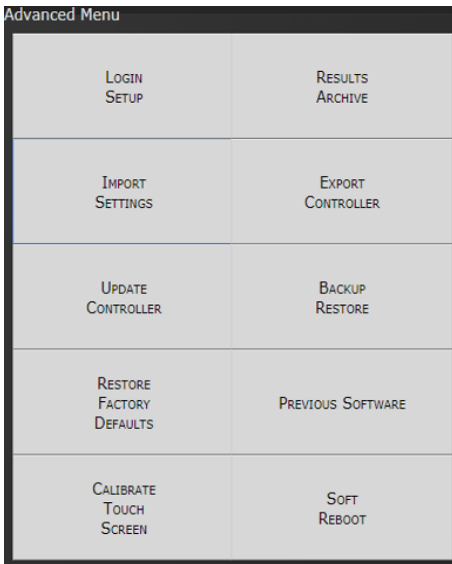 Advanced Menu
LOGIN
SETUP
RESULTS
ARCHIVE
IMPORT
SETTINGS
EXPORT
CONTROLLER
UPDATE
CONTROLLER
BACKUP
RESTORE
RESTORE
FACTORY
DEFAULTS
PREVIOUS SOFTWARE
CALIBRATE
TOUCH
SCREEN
SOFT
REBOOT